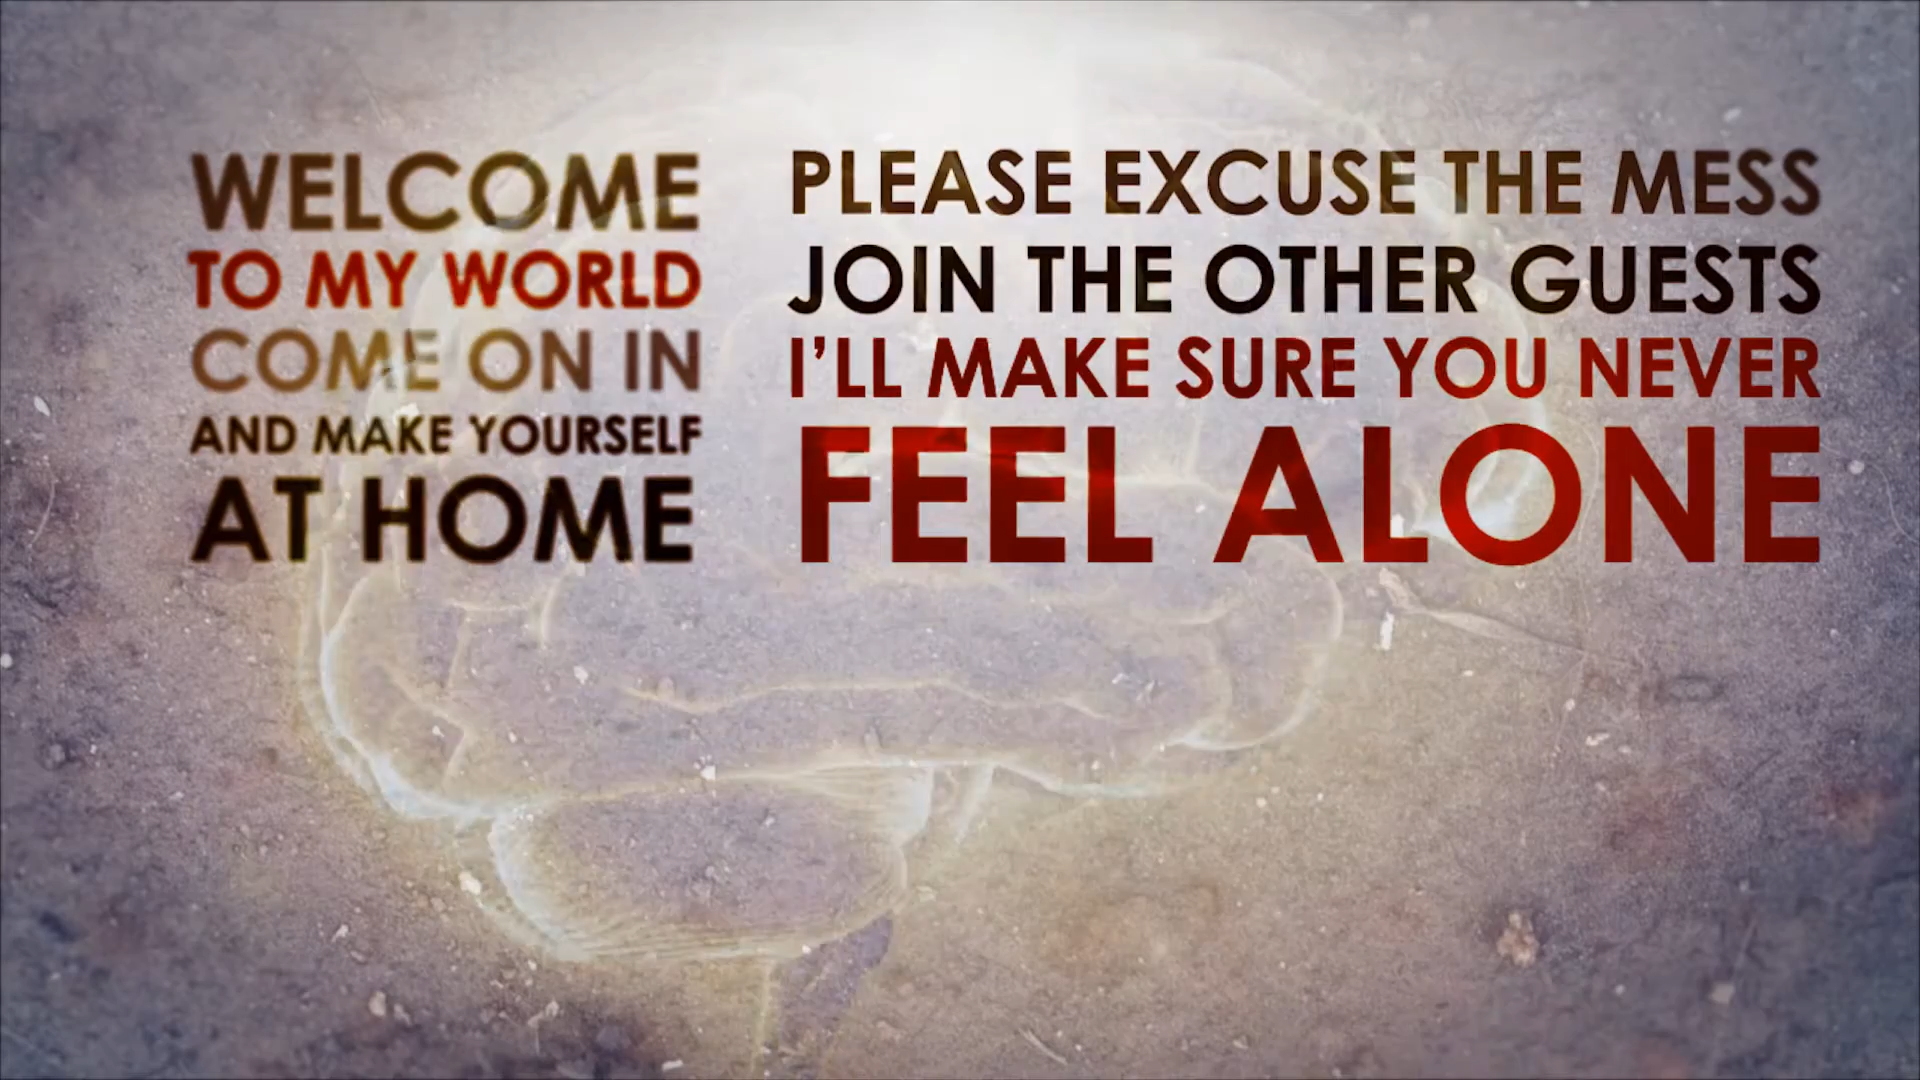 WELCOME
TO MY WORLD
COME ON IN
AND MAKE YOURSELF
AT HOME
PLEASE EXCUSE THE MESS
JOIN THE OTHER GUESTS
I’LL MAKE SURE YOU NEVER
FEEL ALONE